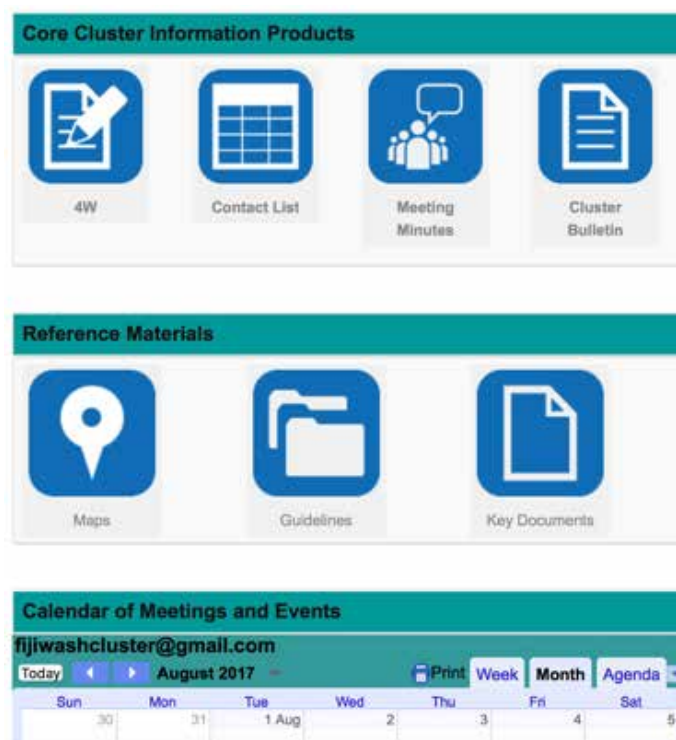 Core Cluster Information Products
4W
Contact List
Meeting
Minutes
Cluster
Bulletin
Reference Materials
Maps
Guidelines
Key Documents
Calendar of Meetings and Events
fijiwashcluster@gmail.com
Today August 2017 Print Week Month Agenda
Sun Mon Tue Wed Thu Fri Sat
30 31 1 Aug 2 3 4 5